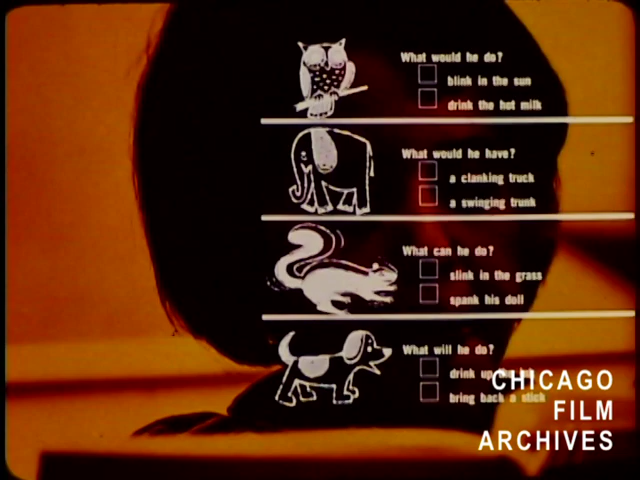 What would he do?
blink in the sun
drink the hot milk
What would he have?
a clanking truck
a swinging trunk
What can he do?
slink in the grass
spank his doll
What will he do?
drink up
bring back a stick
CHICAGO
FILM
ARCHIVES